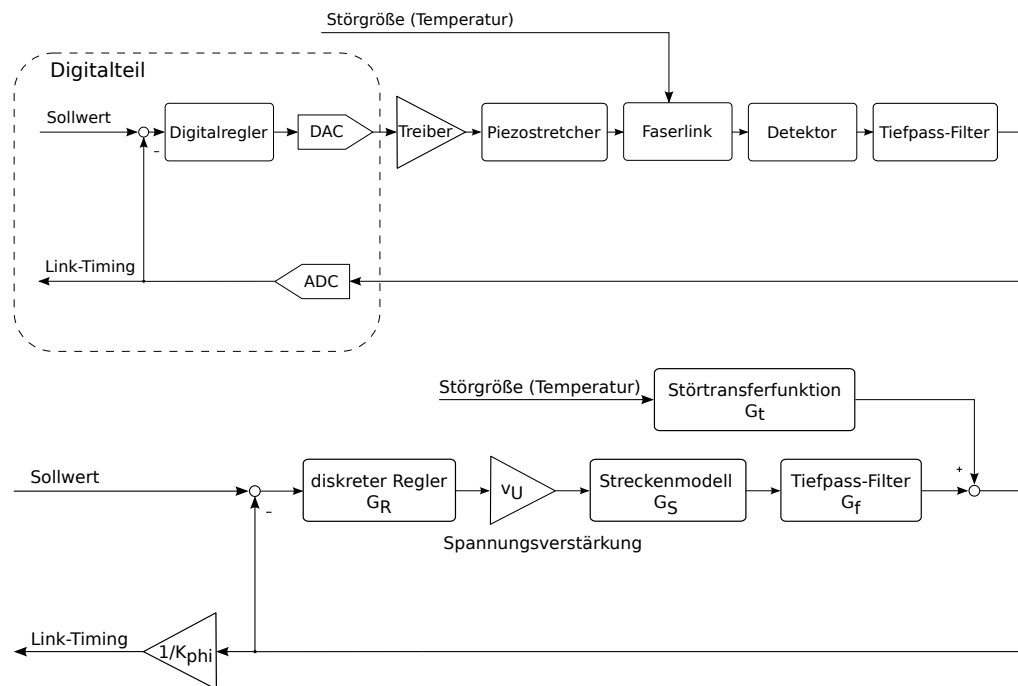 Störgröße (Temperatur)
Digitalteil
Sollwert
-
Digitalregler
DAC
Treiber
Piezostretcher
Faserlink
Detektor
Tiefpass-Filter
Link-Timing
ADC
Störgröße (Temperatur)
Störtransferfunktion
Gt
Sollwert
-
diskreter Regler
GR
vU
Streckenmodell
GS
Tiefpass-Filter
Gf
+
Spannungsverstärkung
Link-Timing
1/Kphi